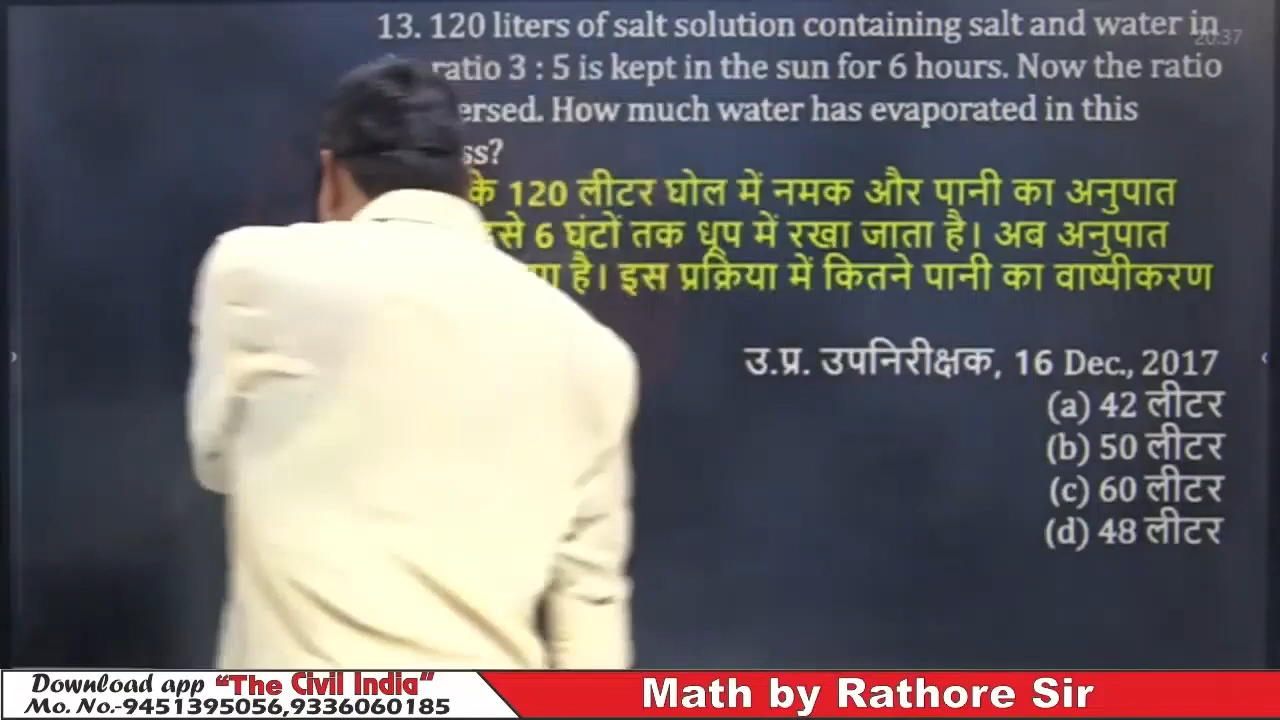 13. 120 liters of salt solution containing salt and water in
20:37
ratio 3 : 5 is kept in the sun for 6 hours. Now the ratio
ersed. How much water has evaporated in this
ss?
के 120 लीटर घोल में नमक और पानी का अनुपात
से 6 घंटों तक धूप में रखा जाता है। अब अनुपात
है। इस प्रक्रिया में कितने पानी का वाष्पीकरण
उ.प्र. उपनिरीक्षक, 16 Dec., 2017
(a) 42 लीटर
(b) 50 लीटर
(c) 60 लीटर
(d) 48 लीटर
Download app "The Civil India"
Mo. No.-9451395056,9336060185
Math by Rathore Sir